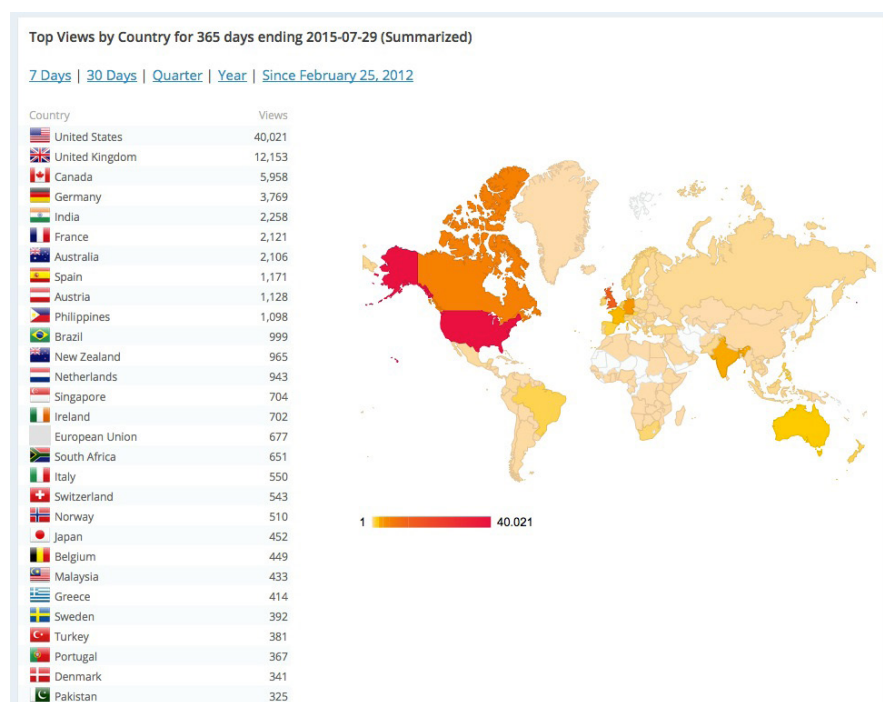 Top Views by Country for 365 days ending 2015-07-29 (Summarized)
7 Days | 30 Days | Quarter | Year | Since February 25, 2012
Country Views
United States 40,021
United Kingdom 12,153
Canada 5,958
Germany 3,769
India 2,258
France 2,121
Australia 2,106
Spain 1,171
Austria 1,128
Philippines 1,098
Brazil 999
New Zealand 965
Netherlands 943
Singapore 704
Ireland 702
European Union 677
South Africa 651
Italy 550
Switzerland 543
Norway 510
Japan 452
Belgium 449
Malaysia 433
Greece 414
Sweden 392
Turkey 381
Portugal 367
Denmark 341
Pakistan 325
1 40.021